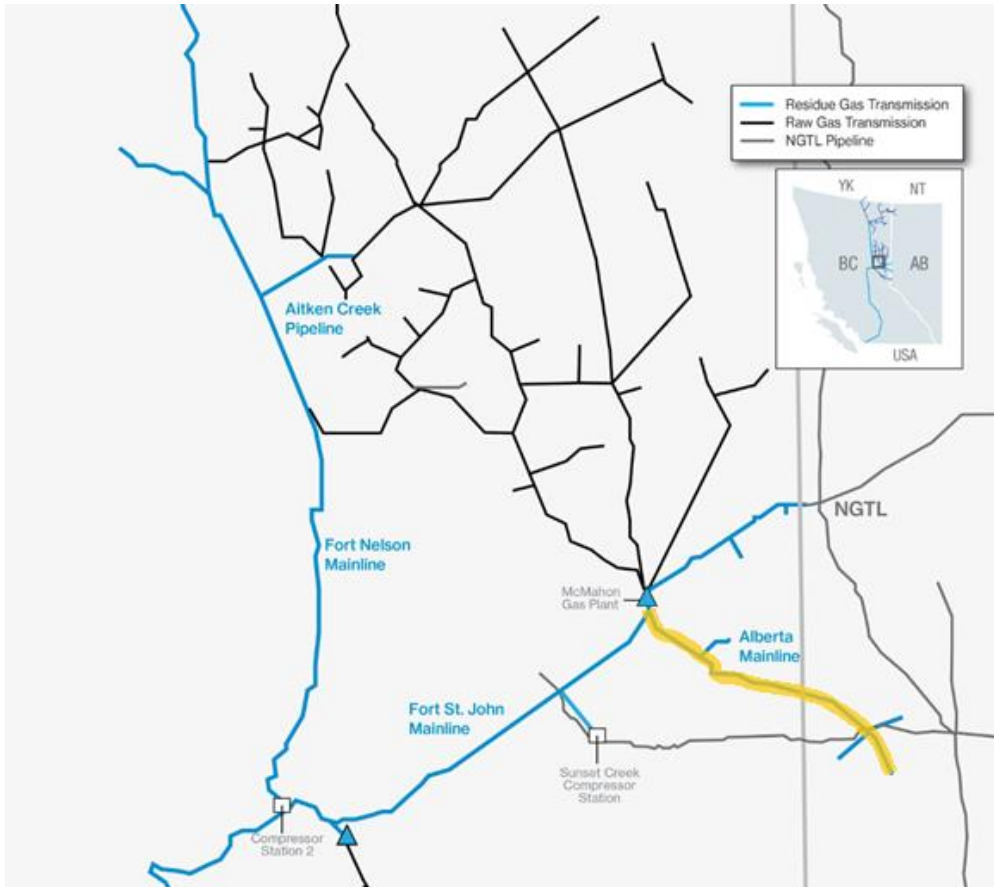 Residue Gas Transmission
Raw Gas Transmission
NGTL Pipeline
YK
NT
BC
AB
USA
Aitken Creek
Pipeline
NGTL
Fort Nelson
Mainline
McMahon
Gas Plant
Alberta
Mainline
Fort St. John
Mainline
Sunset Creek
Compressor
Station
Compressor
Station 2